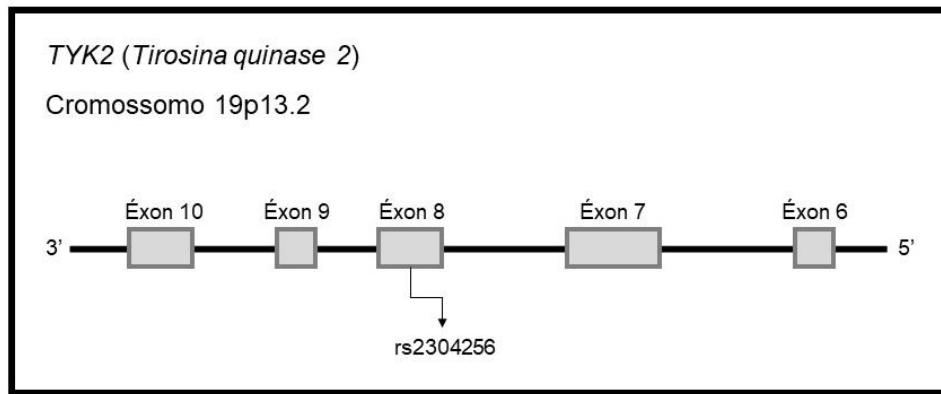 TYK2 (Tirosina quinase 2)
Cromossomo 19p13.2
Éxon 10 Éxon 9 Éxon 8 Éxon 7 Éxon 6
3’ 5’
rs2304256